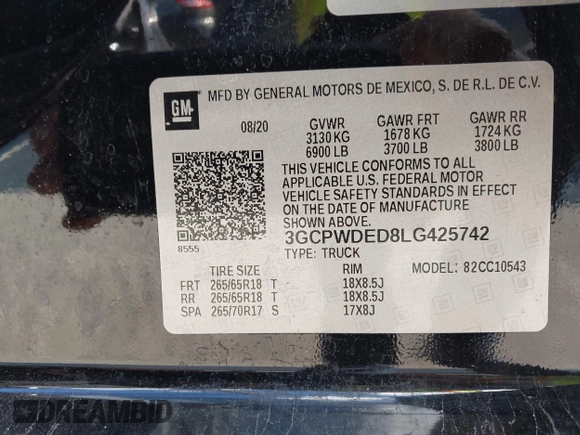 GM
MFD BY GENERAL MOTORS DE MEXICO, S. DE R.L. DE C.V.
08/20 GVWR GAWR FRT GAWR RR
3130 KG 1678 KG 1724 KG
6900 LB 3700 LB 3800 LB
THIS VEHICLE CONFORMS TO ALL
APPLICABLE U.S. FEDERAL MOTOR
VEHICLE SAFETY STANDARDS IN EFFECT
ON THE DATE OF MANUFACTURE
SHOWN ABOVE.
8555
3GCPWDED8LG425742
TYPE: TRUCK MODEL: 82CC10543
TIRE SIZE RIM
FRT 265/65R18 T 18X8.5J
RR 265/65R18 T 18X8.5J
SPA 265/70R17 S 17X8J
DREAMBID